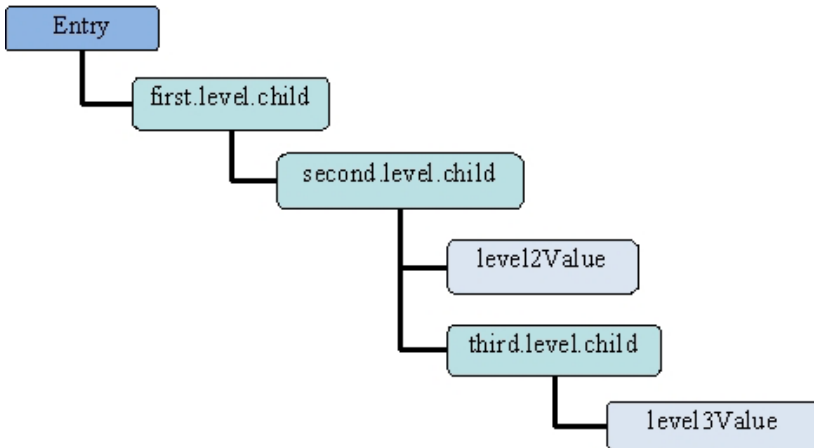 Entry
first.level.child
second.level.child
level2Value
third.level.child
level3Value